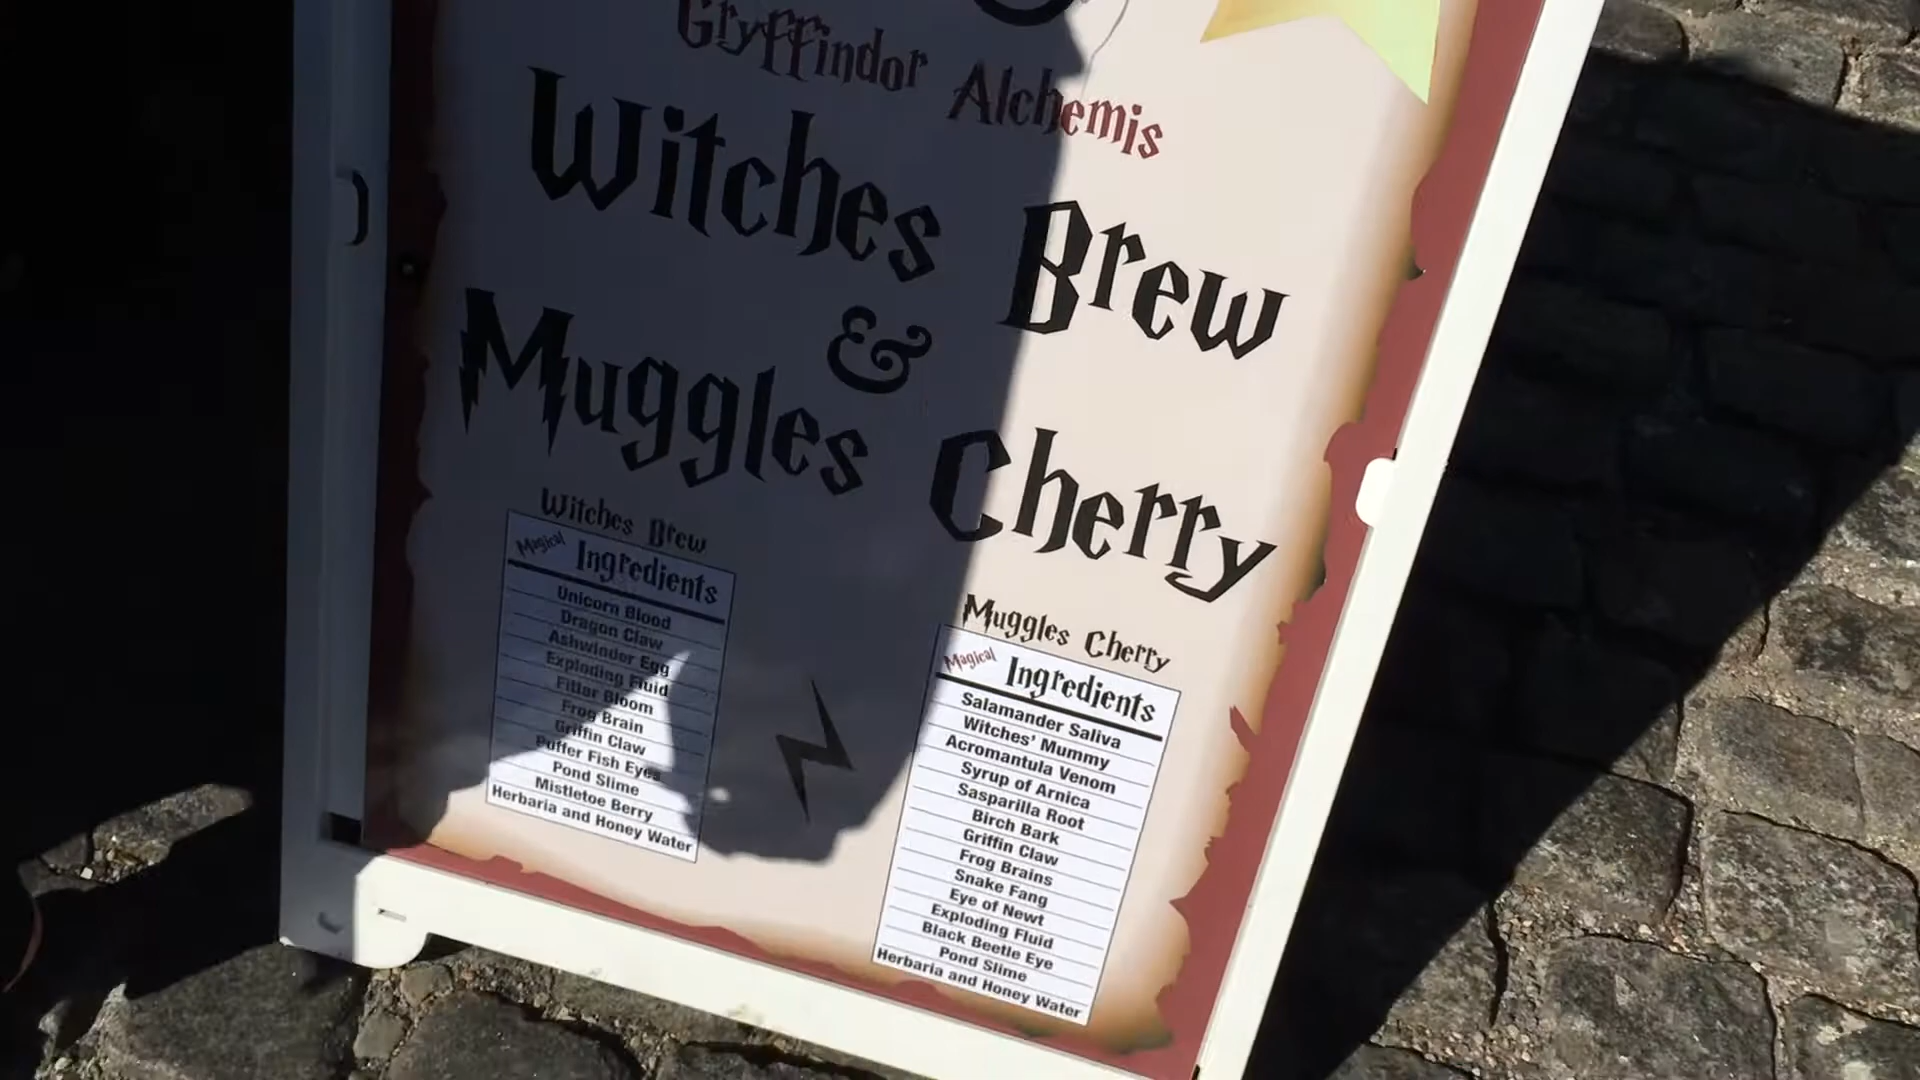 Gryffindor Alchemis
Witches Brew
&
Muggles Cherry
Witches Brew
Magical Ingredients
Unicorn Blood
Dragon Claw
Ashwinder Egg
Exploding Fluid
Fitlar Bloom
Frog Brain
Griffin Claw
Puffer Fish Eyes
Pond Slime
Mistletoe Berry
Herbaria and Honey Water
Muggles Cherry
Magical Ingredients
Salamander Saliva
Witches' Mummy
Acromantula Venom
Syrup of Arnica
Sasparilla Root
Birch Bark
Griffin Claw
Frog Brains
Snake Fang
Eye of Newt
Exploding Fluid
Black Beetle Eye
Pond Slime
Herbaria and Honey Water